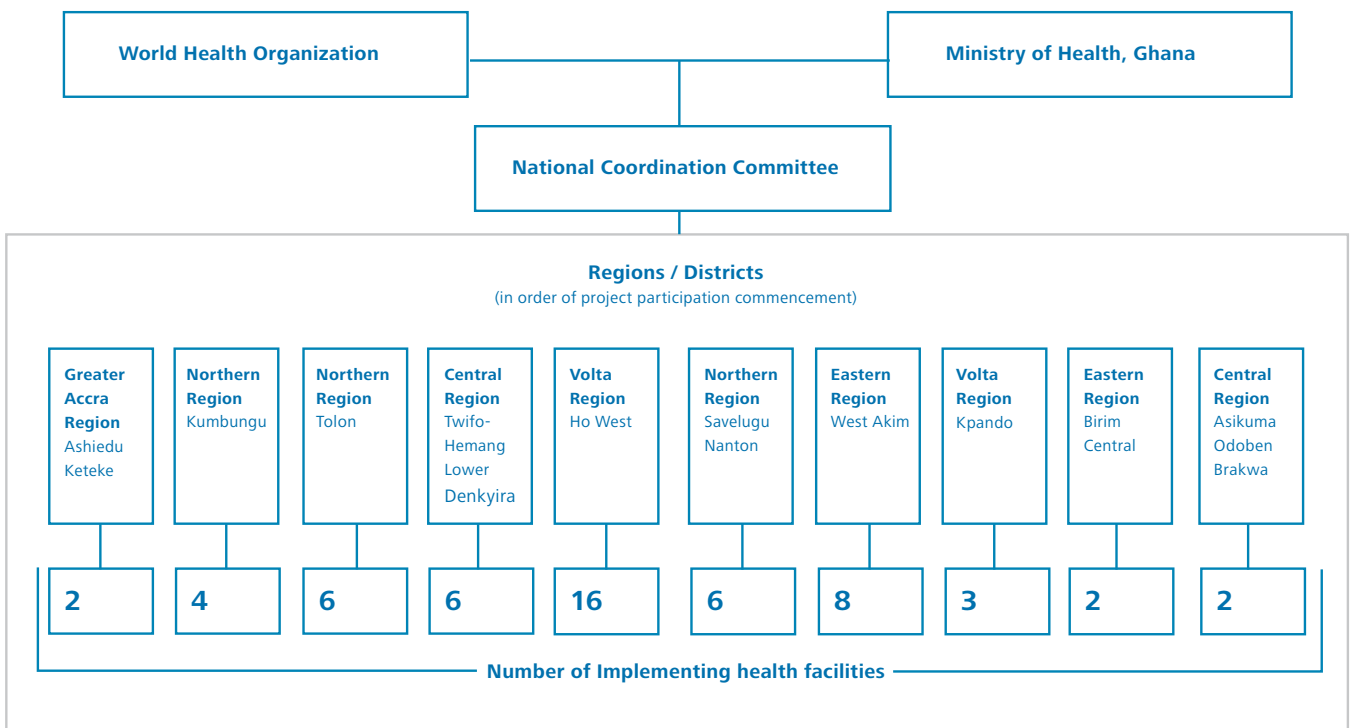 World Health Organization
Ministry of Health, Ghana
National Coordination Committee
Regions / Districts
(in order of project participation commencement)
Greater
Accra
Region
Ashiedu
Keteke
Northern
Region
Kumbungu
Northern
Region
Tolon
Central
Region
Twifo-
Hemang
Lower
Denkyira
Volta
Region
Ho West
Northern
Region
Savelugu
Nanton
Eastern
Region
West Akim
Volta
Region
Kpando
Eastern
Region
Birim
Central
Central
Region
Asikuma
Odoben
Brakwa
2
4
6
6
16
6
8
3
2
2
Number of Implementing health facilities